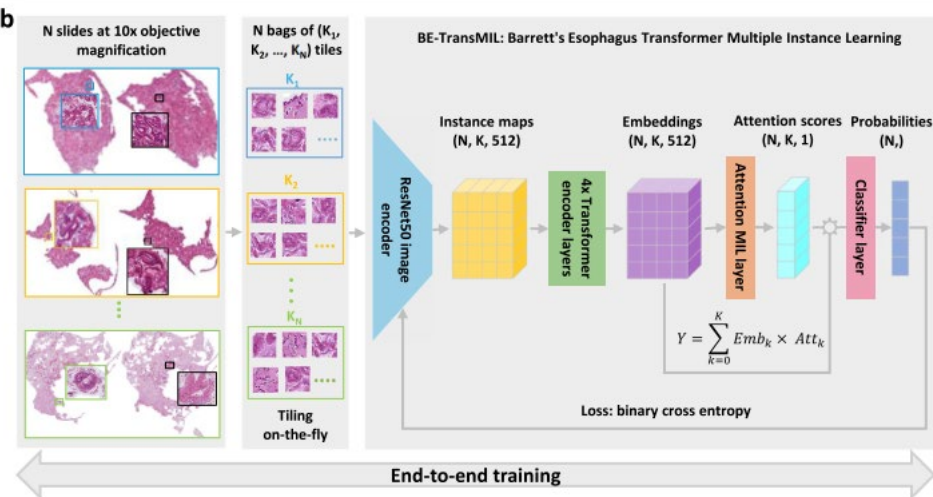 b
N slides at 10x objective
magnification
N bags of (K1,
K2, ..., KN) tiles
K1
....
K2
....
KN
....
Tiling
on-the-fly
BE-TransMIL: Barrett's Esophagus Transformer Multiple Instance Learning
ResNet50 image
encoder
Instance maps
(N, K, 512)
4x Transformer
encoder layers
Embeddings
(N, K, 512)
Attention MIL layer
Attention scores
(N, K, 1)
Classifier layer
Probabilities
(N,)
Y = ∑ k=0 K Embk × Attk
Loss: binary cross entropy
End-to-end training